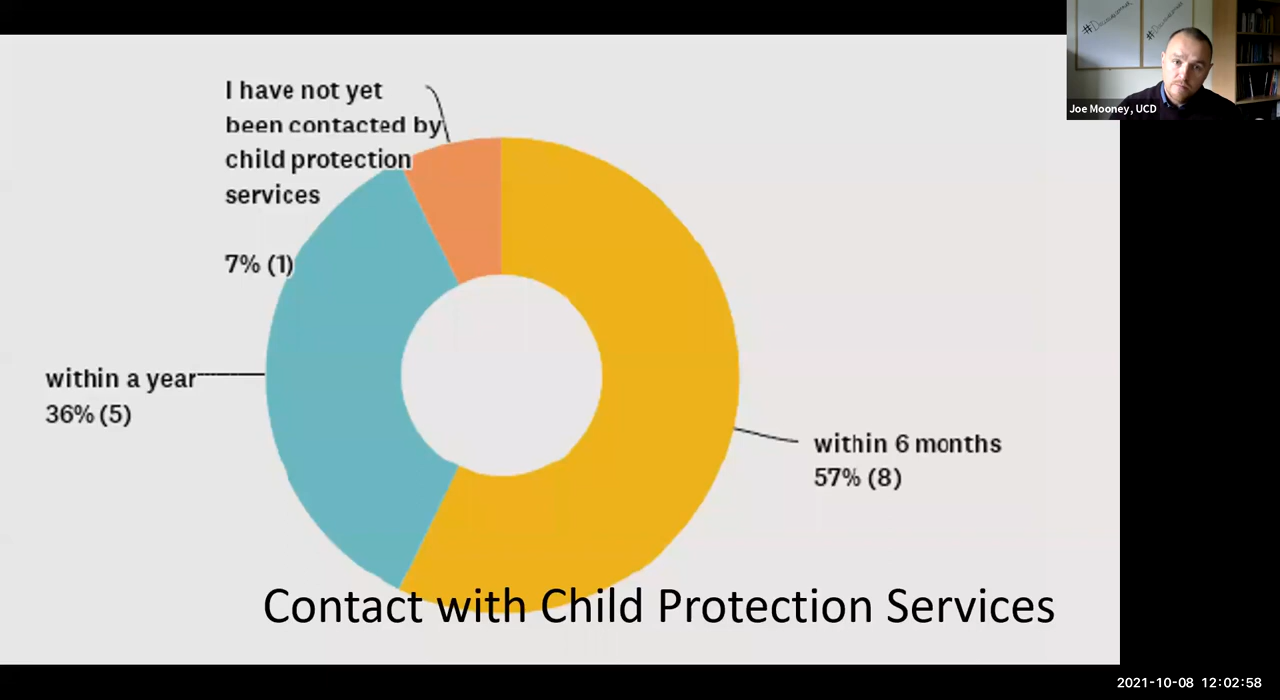 I have not yet
been contacted by
child protection
services
7% (1)
within a year
36% (5)
within 6 months
57% (8)
Contact with Child Protection Services
Joe Mooney, UCD
2021-10-08 12:02:58